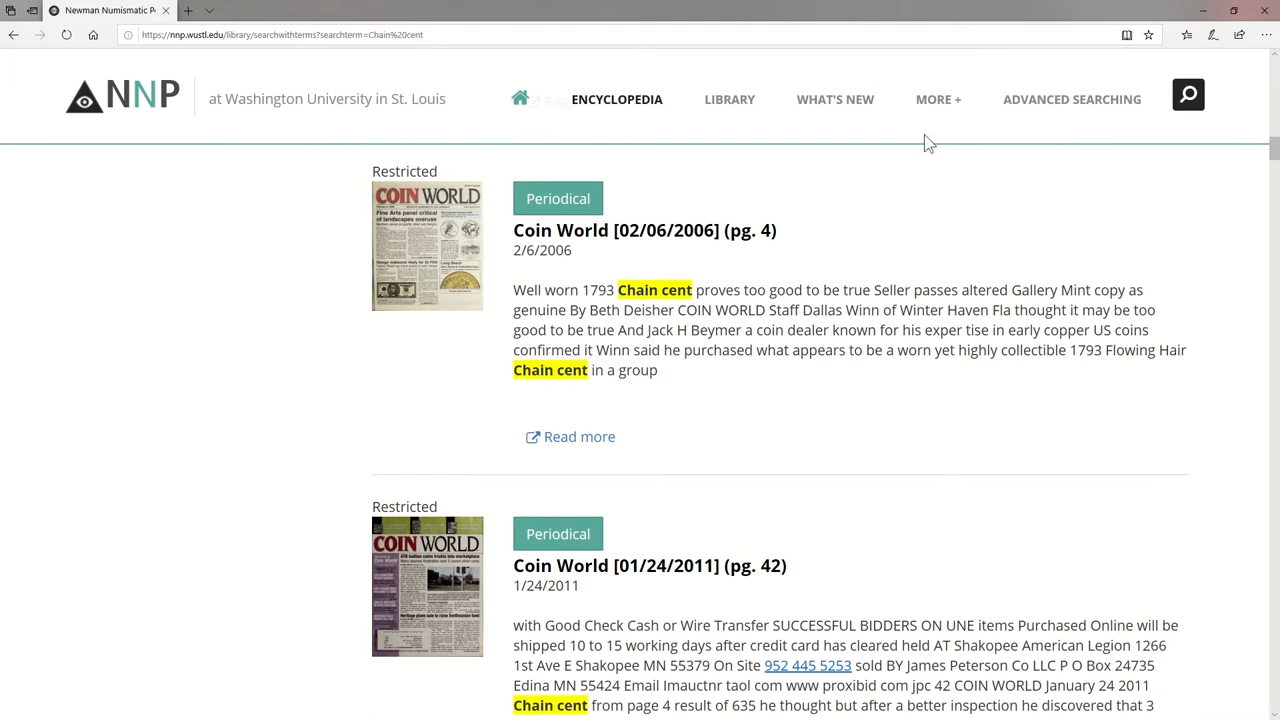 Newman Numismatic Po
https://nnp.wustl.edu/library/searchwithterms?searchterm=Chain%20cent
NNP
at Washington University in St. Louis
ENCYCLOPEDIA
LIBRARY
WHAT'S NEW
MORE +
ADVANCED SEARCHING
Restricted
COIN WORLD
Fine Arts panel critical
of landscapes overuse
Periodical
Coin World [02/06/2006] (pg. 4)
2/6/2006
Well worn 1793 Chain cent proves too good to be true Seller passes altered Gallery Mint copy as
genuine By Beth Deisher COIN WORLD Staff Dallas Winn of Winter Haven Fla thought it may be too
good to be true And Jack H Beymer a coin dealer known for his exper tise in early copper US coins
confirmed it Winn said he purchased what appears to be a worn yet highly collectible 1793 Flowing Hair
Chain cent in a group
Read more
Restricted
COIN WORLD
Periodical
Coin World [01/24/2011] (pg. 42)
1/24/2011
with Good Check Cash or Wire Transfer SUCCESSFUL BIDDERS ON UNE items Purchased Online will be
shipped 10 to 15 working days after credit card has cleared held AT Shakopee American Legion 1266
1st Ave E Shakopee MN 55379 On Site 952 445 5253 sold BY James Peterson Co LLC P O Box 24735
Edina MN 55424 Email Imauctnr taol com www proxibid com jpc 42 COIN WORLD January 24 2011
Chain cent from page 4 result of 635 he thought but after a better inspection he discovered that 3